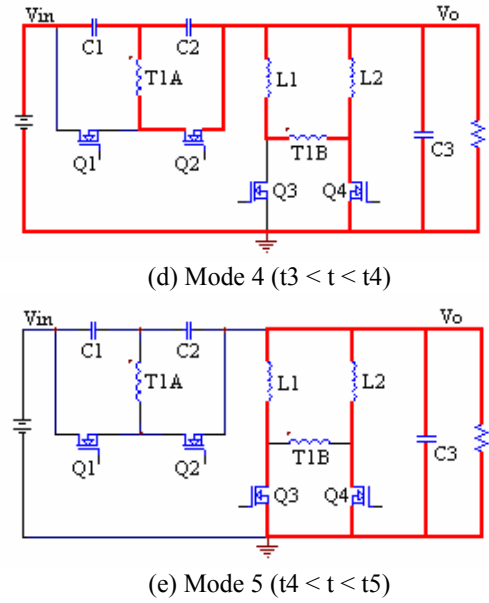 Vin Vo
C1 C2
T1A L1 L2
T1B C3
Q1 Q2
Q3 Q4
(d) Mode 4 (t3 < t < t4)
Vin Vo
C1 C2
T1A L1 L2
T1B C3
Q1 Q2 Q3 Q4
(e) Mode 5 (t4 < t < t5)